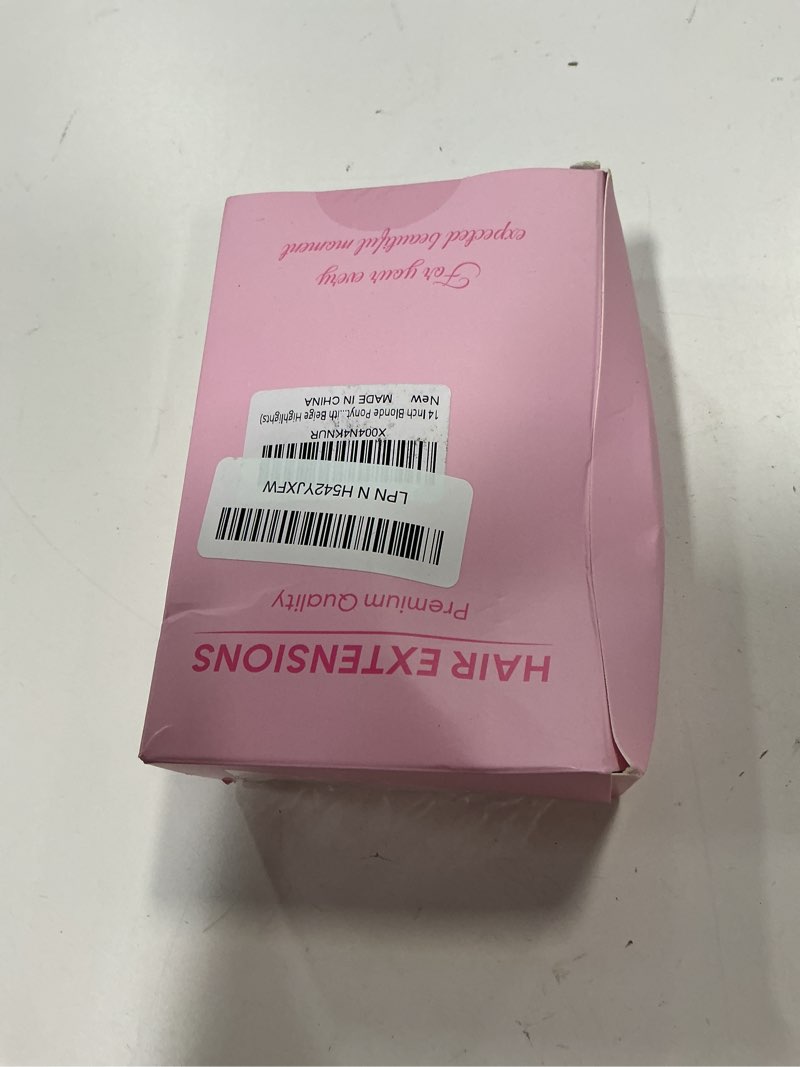 HAIR EXTENSIONS
Premium Quality
LPN N H542YJXFW
X004N4KNUR
14 Inch Blonde Ponyt...ith Beige Highlights)
New MADE IN CHINA
For your every
expected beautiful moment